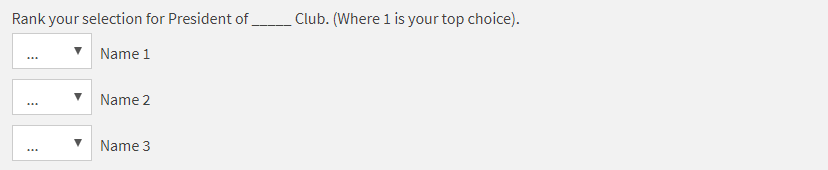 Rank your selection for President of _____ Club. (Where 1 is your top choice).
... ▼ Name 1
... ▼ Name 2
... ▼ Name 3